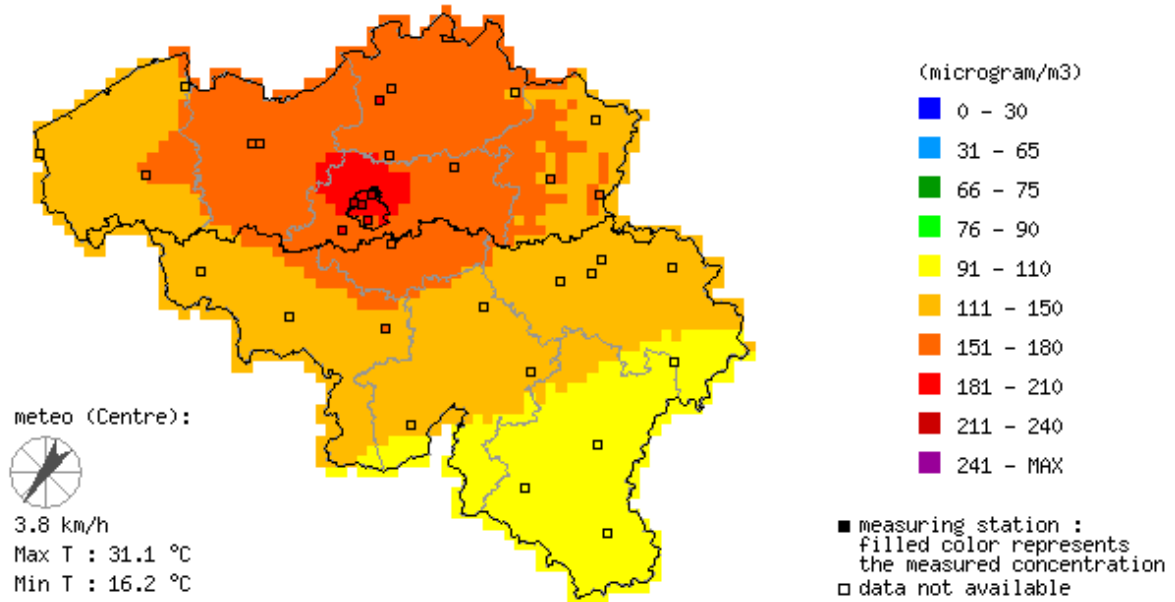 (microgram/m3)
0 - 30
31 - 65
66 - 75
76 - 90
91 - 110
111 - 150
151 - 180
181 - 210
211 - 240
241 - MAX
meteo (Centre):
3.8 km/h
Max T : 31.1 °C
Min T : 16.2 °C
measuring station :
filled color represents
the measured concentration
data not available